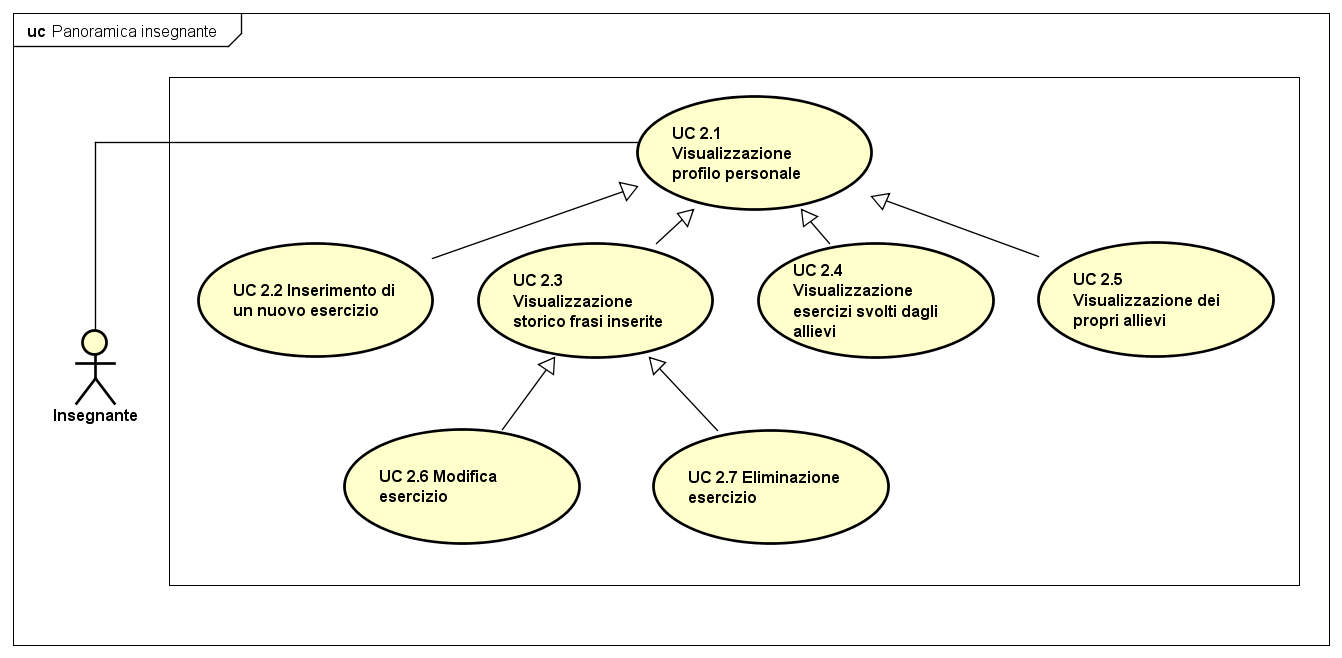 uc Panoramica insegnante
UC 2.1
Visualizzazione
profilo personale
UC 2.2 Inserimento di
un nuovo esercizio
UC 2.3
Visualizzazione
storico frasi inserite
UC 2.4
Visualizzazione
esercizi svolti dagli
allievi
UC 2.5
Visualizzazione dei
propri allievi
Insegnante
UC 2.6 Modifica
esercizio
UC 2.7 Eliminazione
esercizio